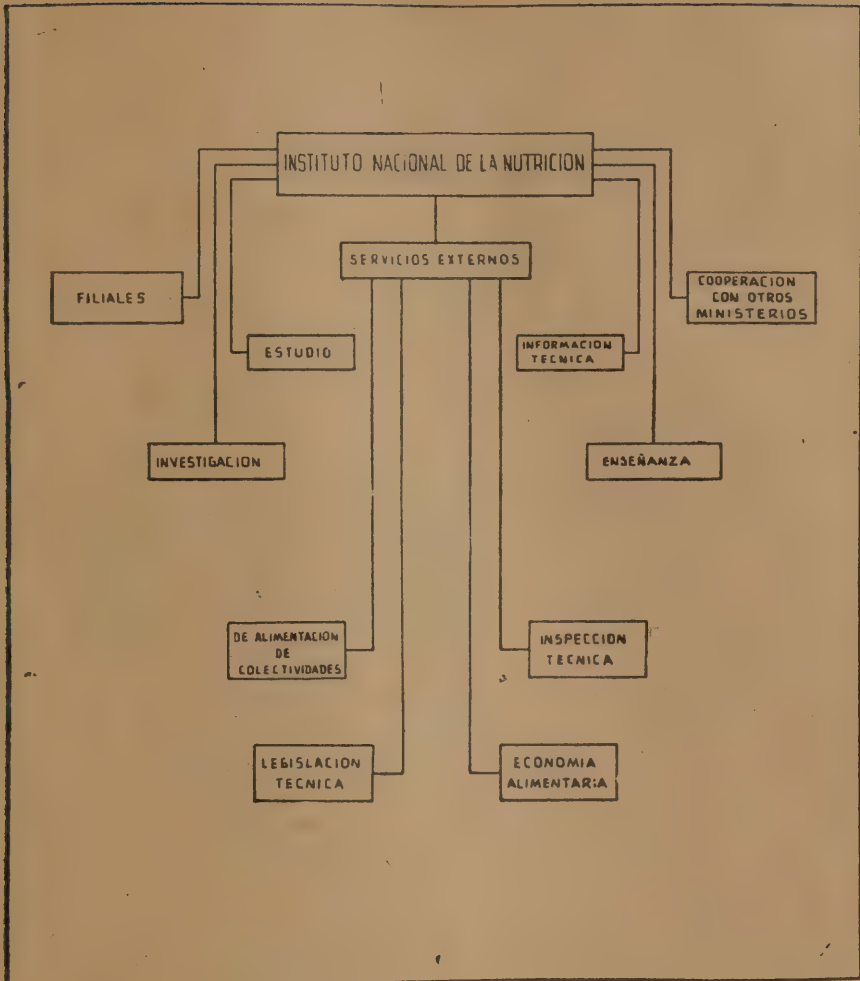 INSTITUTO NACIONAL DE LA NUTRICION
SERVICIOS EXTERNOS
FILIALES
COOPERACION
CON OTROS
MINISTERIOS
ESTUDIO
INFORMACION
TECNICA
INVESTIGACION
ENSEÑANZA
DE ALIMENTACION
DE
COLECTIVIDADES
INSPECCION
TECNICA
LEGISLACION
TECNICA
ECONOMIA
ALIMENTARIA